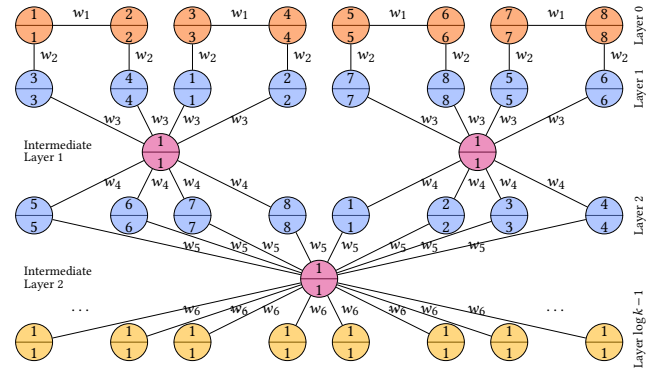 1 w₁ 2 3 w₁ 4 5 w₁ 6 7 w₁ 8
1 2 3 4 5 6 7 8
Layer 0
w₂ w₂ w₂ w₂ w₂ w₂ w₂ w₂
3 4 1 2 7 8 5 6
3 4 1 2 7 8 5 6
Layer 1
w₃ w₃ w₃ w₃ w₃ w₃ w₃ w₃
Intermediate
Layer 1
1 1
1 1
w₄ w₄ w₄ w₄ w₄ w₄ w₄ w₄
5 6 7 8 1 2 3 4
5 6 7 8 1 2 3 4
Layer 2
w₅ w₅ w₅ w₅ w₅ w₅ w₅ w₅
Intermediate
Layer 2
1
1
... w₆ w₆ w₆ w₆ w₆ w₆ w₆ w₆ ...
1 1 1 1 1 1 1 1
1 1 1 1 1 1 1 1
Layer log k − 1